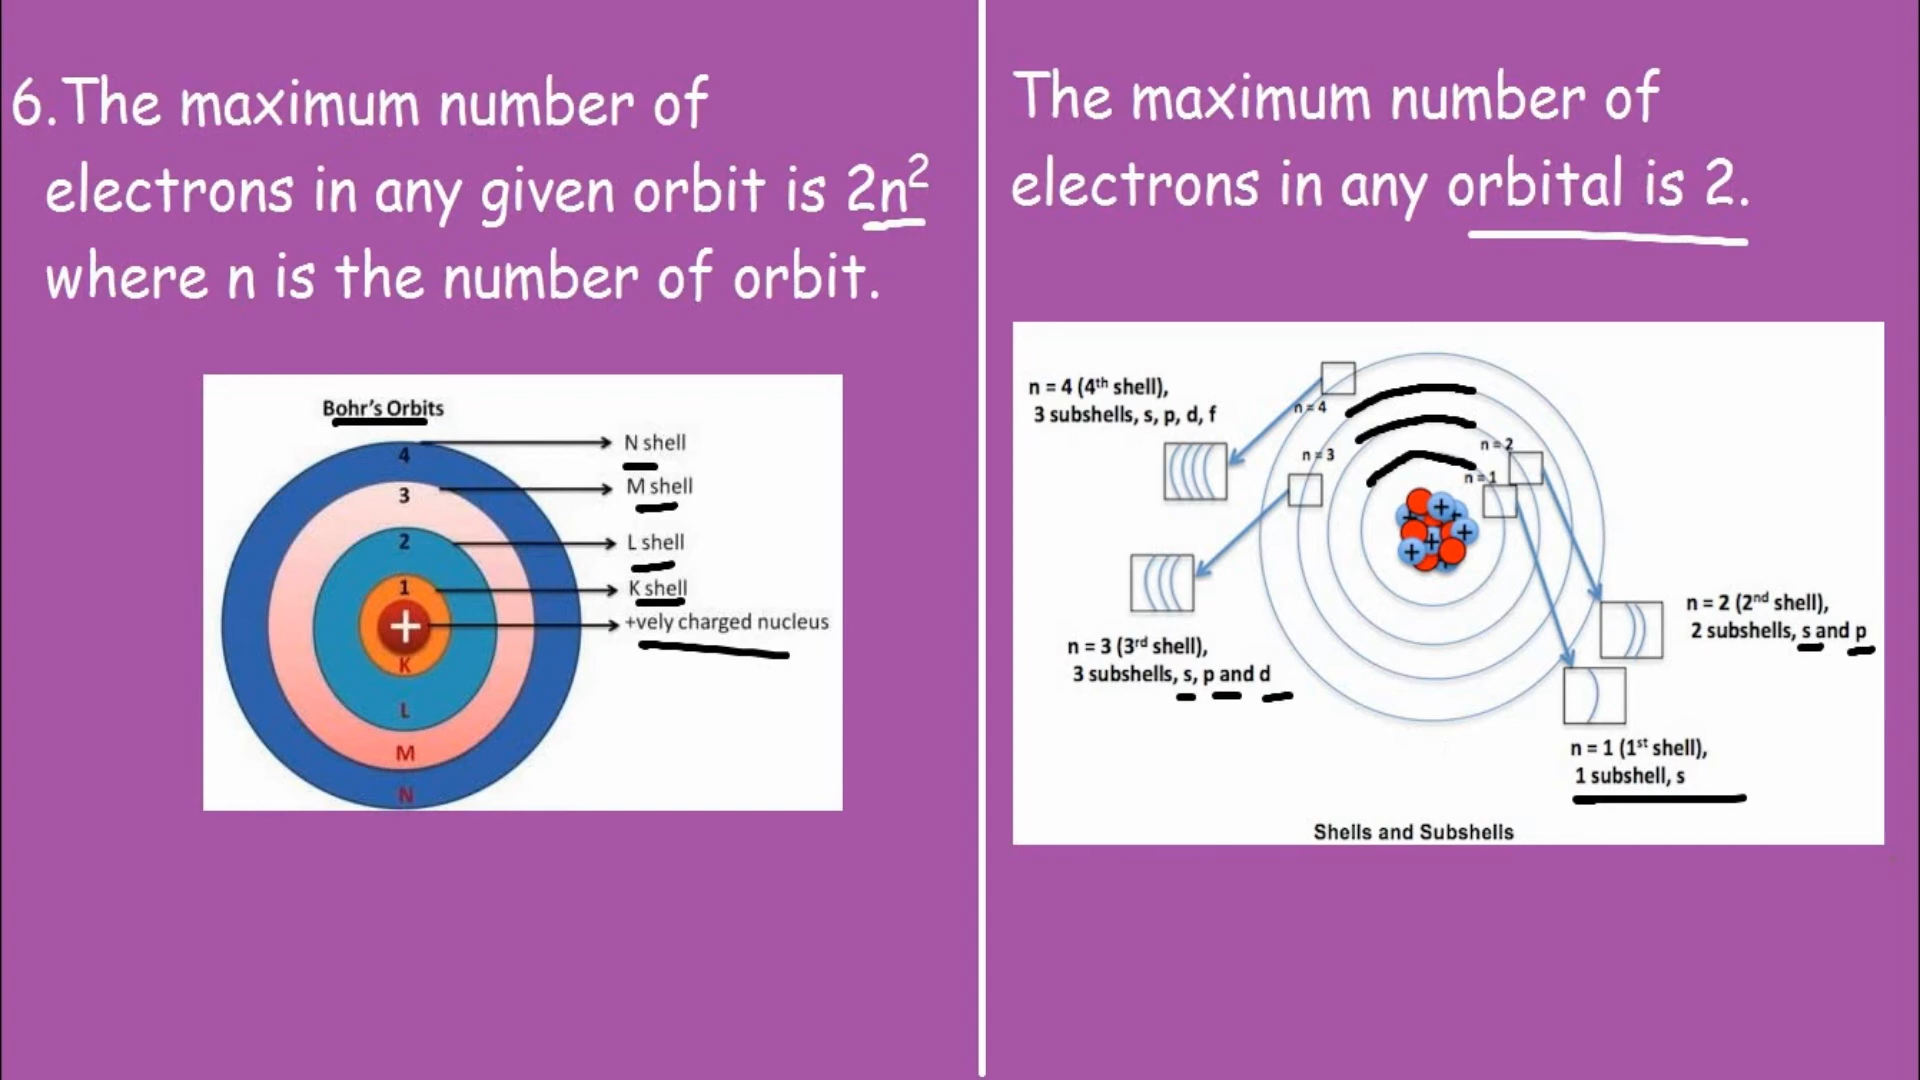 6.The maximum number of
electrons in any given orbit is 2n²
where n is the number of orbit.
Bohr's Orbits
4
3
2
1
+
K
L
M
N
N shell
M shell
L shell
K shell
+vely charged nucleus
The maximum number of
electrons in any orbital is 2.
n = 4 (4th shell),
3 subshells, s, p, d, f
n = 4
n = 3
n = 2
n = 1
+ + + + + + +
n = 3 (3rd shell),
3 subshells, s, p and d
n = 2 (2nd shell),
2 subshells, s and p
n = 1 (1st shell),
1 subshell, s
Shells and Subshells